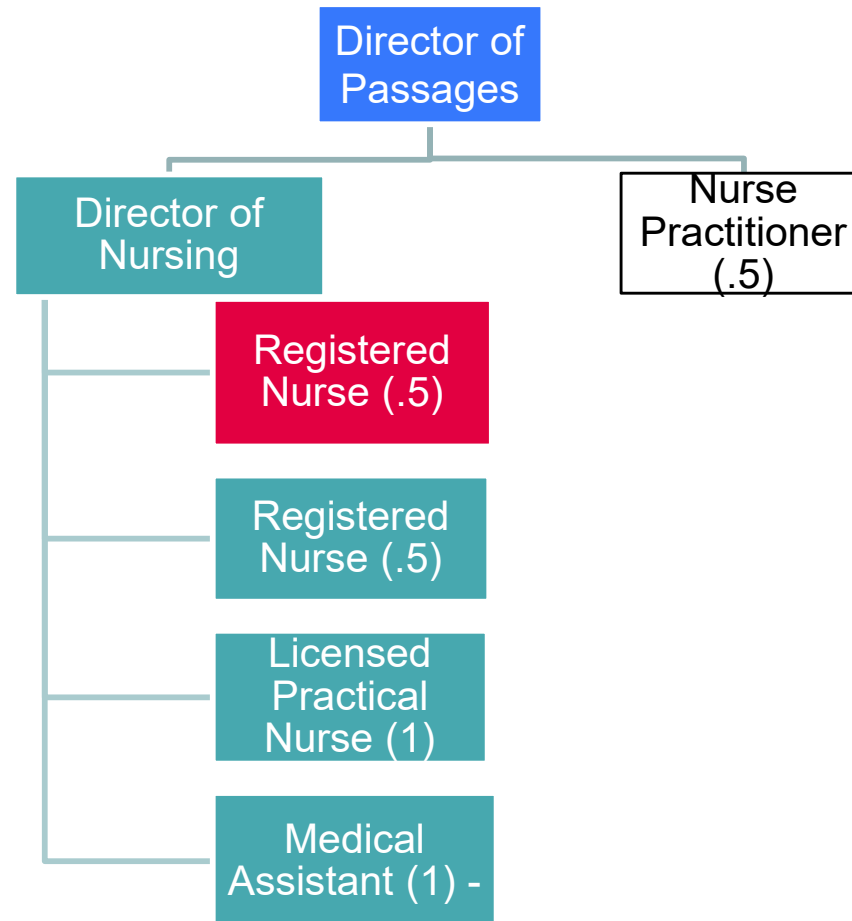 Director of
Passages
Director of
Nursing
Nurse
Practitioner
(.5)
Registered
Nurse (.5)
Registered
Nurse (.5)
Licensed
Practical
Nurse (1)
Medical
Assistant (1) -